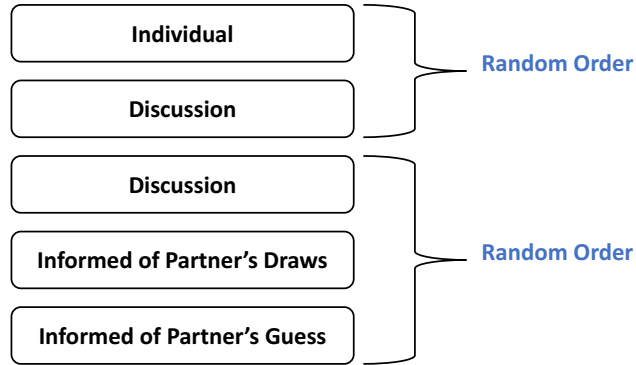 Individual
Random Order
Discussion
Discussion
Informed of Partner's Draws
Random Order
Informed of Partner's Guess